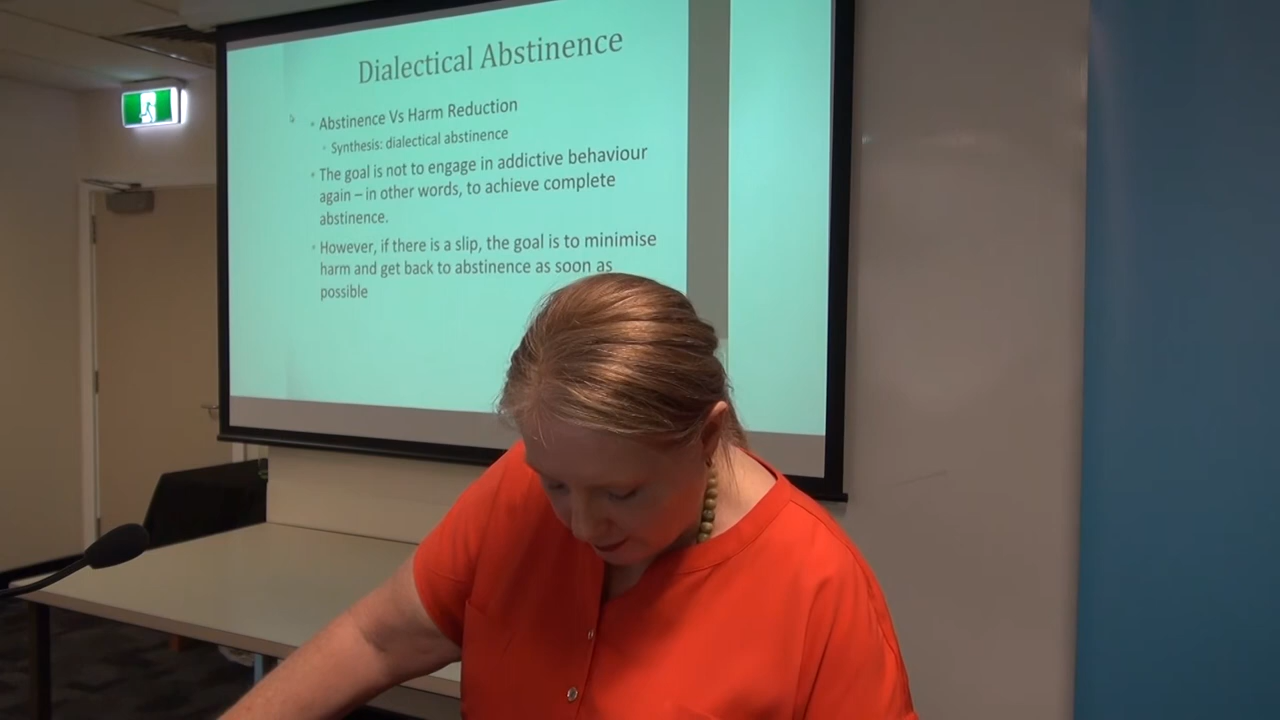 Dialectical Abstinence
Abstinence Vs Harm Reduction
Synthesis: dialectical abstinence
The goal is not to engage in addictive behaviour
again – in other words, to achieve complete
abstinence.
However, if there is a slip, the goal is to minimise
harm and get back to abstinence as soon as
possible